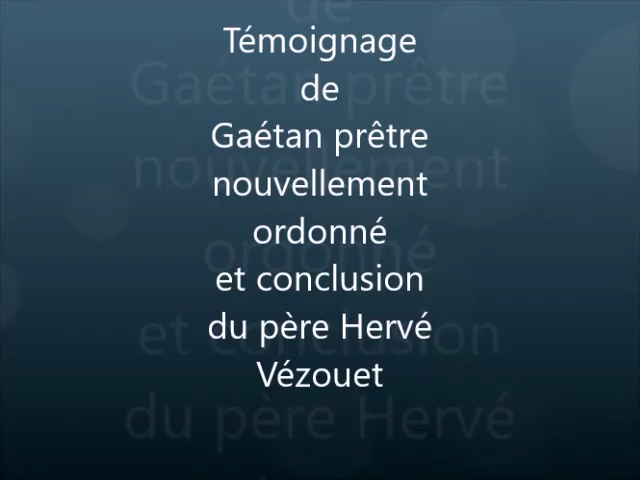 Témoignage
de
Gaétan prêtre
nouvellement
ordonné
et conclusion
du père Hervé
Vézouet